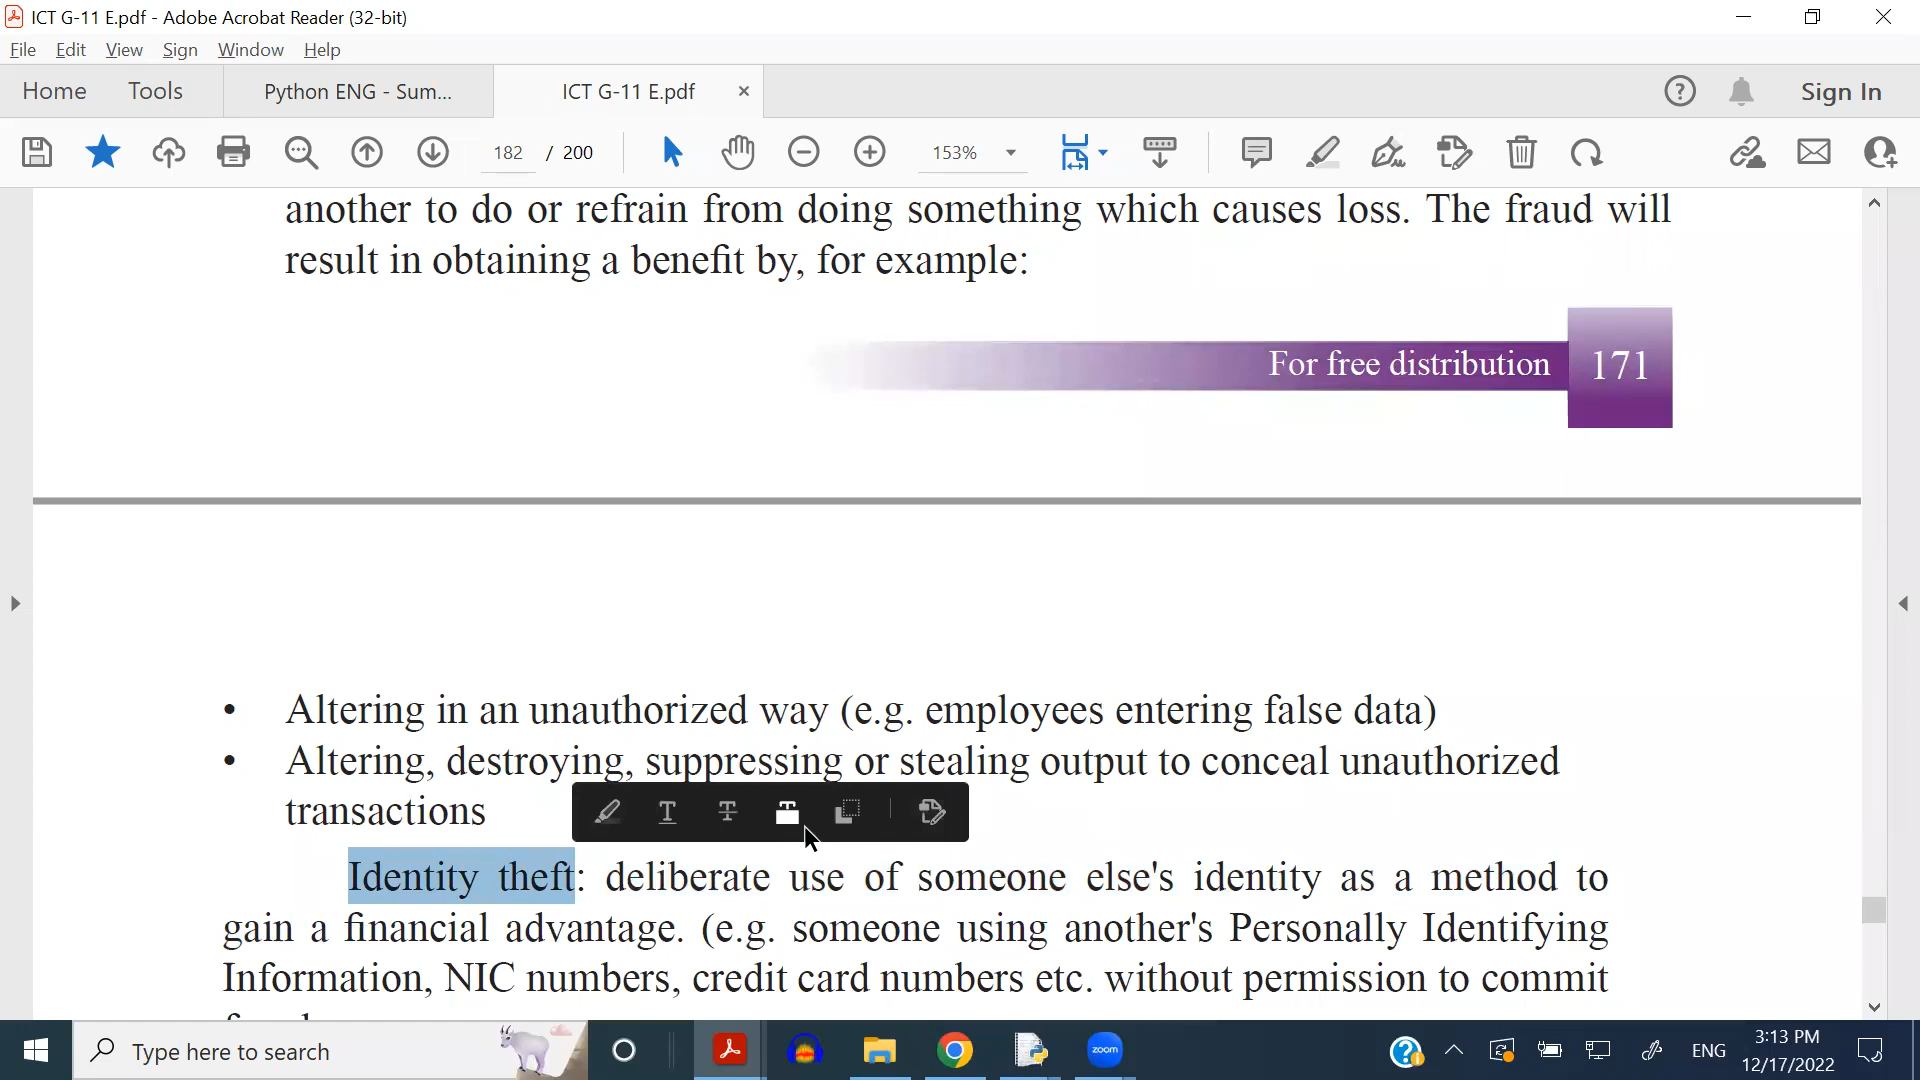 ICT G-11 E.pdf - Adobe Acrobat Reader (32-bit)
File Edit View Sign Window Help
Home Tools Python ENG - Sum... ICT G-11 E.pdf × Sign In
182 / 200 153%
another to do or refrain from doing something which causes loss. The fraud will
result in obtaining a benefit by, for example:
For free distribution 171
• Altering in an unauthorized way (e.g. employees entering false data)
• Altering, destroying, suppressing or stealing output to conceal unauthorized
transactions
Identity theft: deliberate use of someone else's identity as a method to
gain a financial advantage. (e.g. someone using another's Personally Identifying
Information, NIC numbers, credit card numbers etc. without permission to commit
Type here to search zoom ENG 3:13 PM
12/17/2022